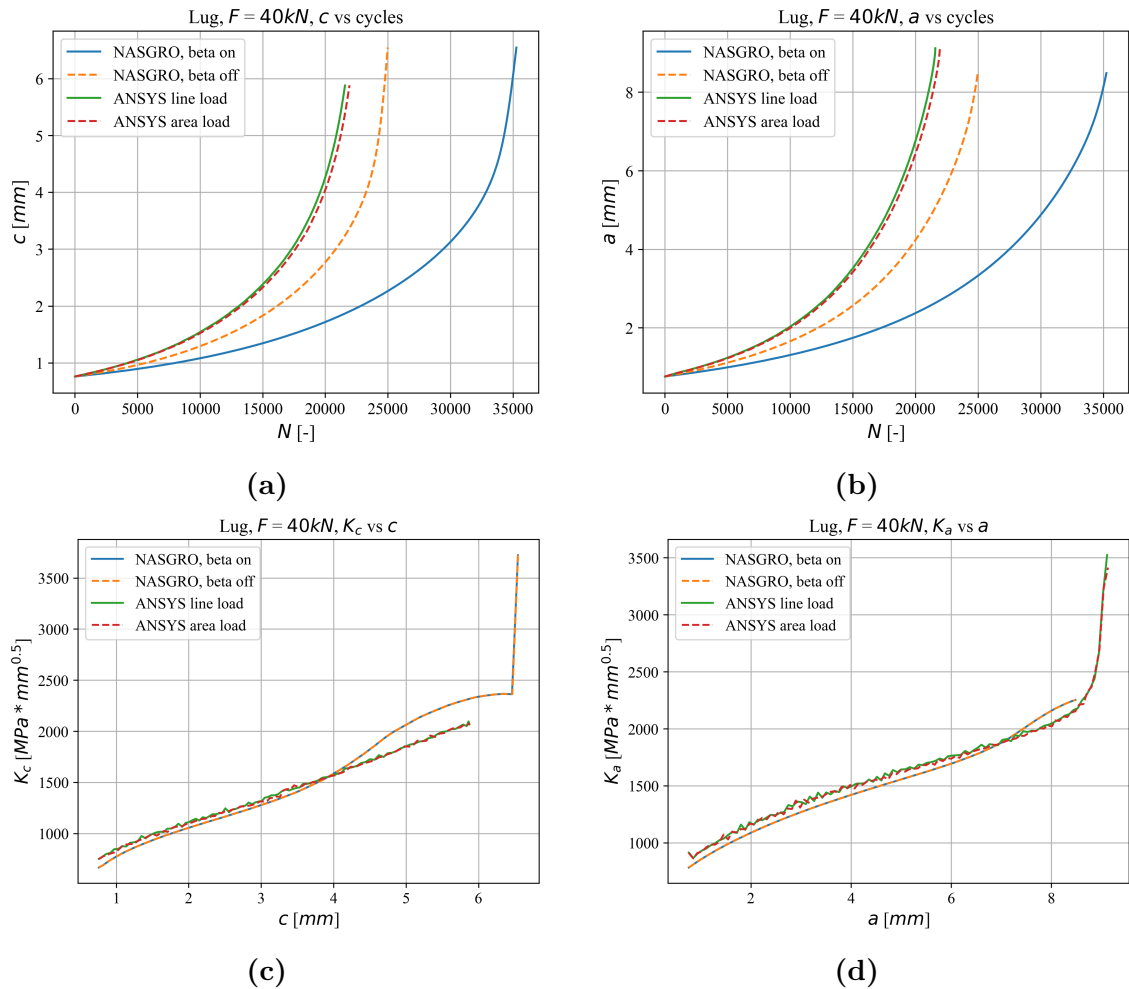 Lug, F = 40kN, c vs cycles
NASGRO, beta on
NASGRO, beta off
ANSYS line load
ANSYS area load
6
5
4
3
2
1
c [mm]
0 5000 10000 15000 20000 25000 30000 35000
N [-]
(a)
Lug, F = 40kN, a vs cycles
NASGRO, beta on
NASGRO, beta off
ANSYS line load
ANSYS area load
8
6
4
2
a [mm]
0 5000 10000 15000 20000 25000 30000 35000
N [-]
(b)
Lug, F = 40kN, K_c vs c
NASGRO, beta on
NASGRO, beta off
ANSYS line load
ANSYS area load
3500
3000
2500
2000
1500
1000
K_c [MPa * mm^0.5]
1 2 3 4 5 6
c [mm]
(c)
Lug, F = 40kN, K_a vs a
NASGRO, beta on
NASGRO, beta off
ANSYS line load
ANSYS area load
3500
3000
2500
2000
1500
1000
K_a [MPa * mm^0.5]
2 4 6 8
a [mm]
(d)